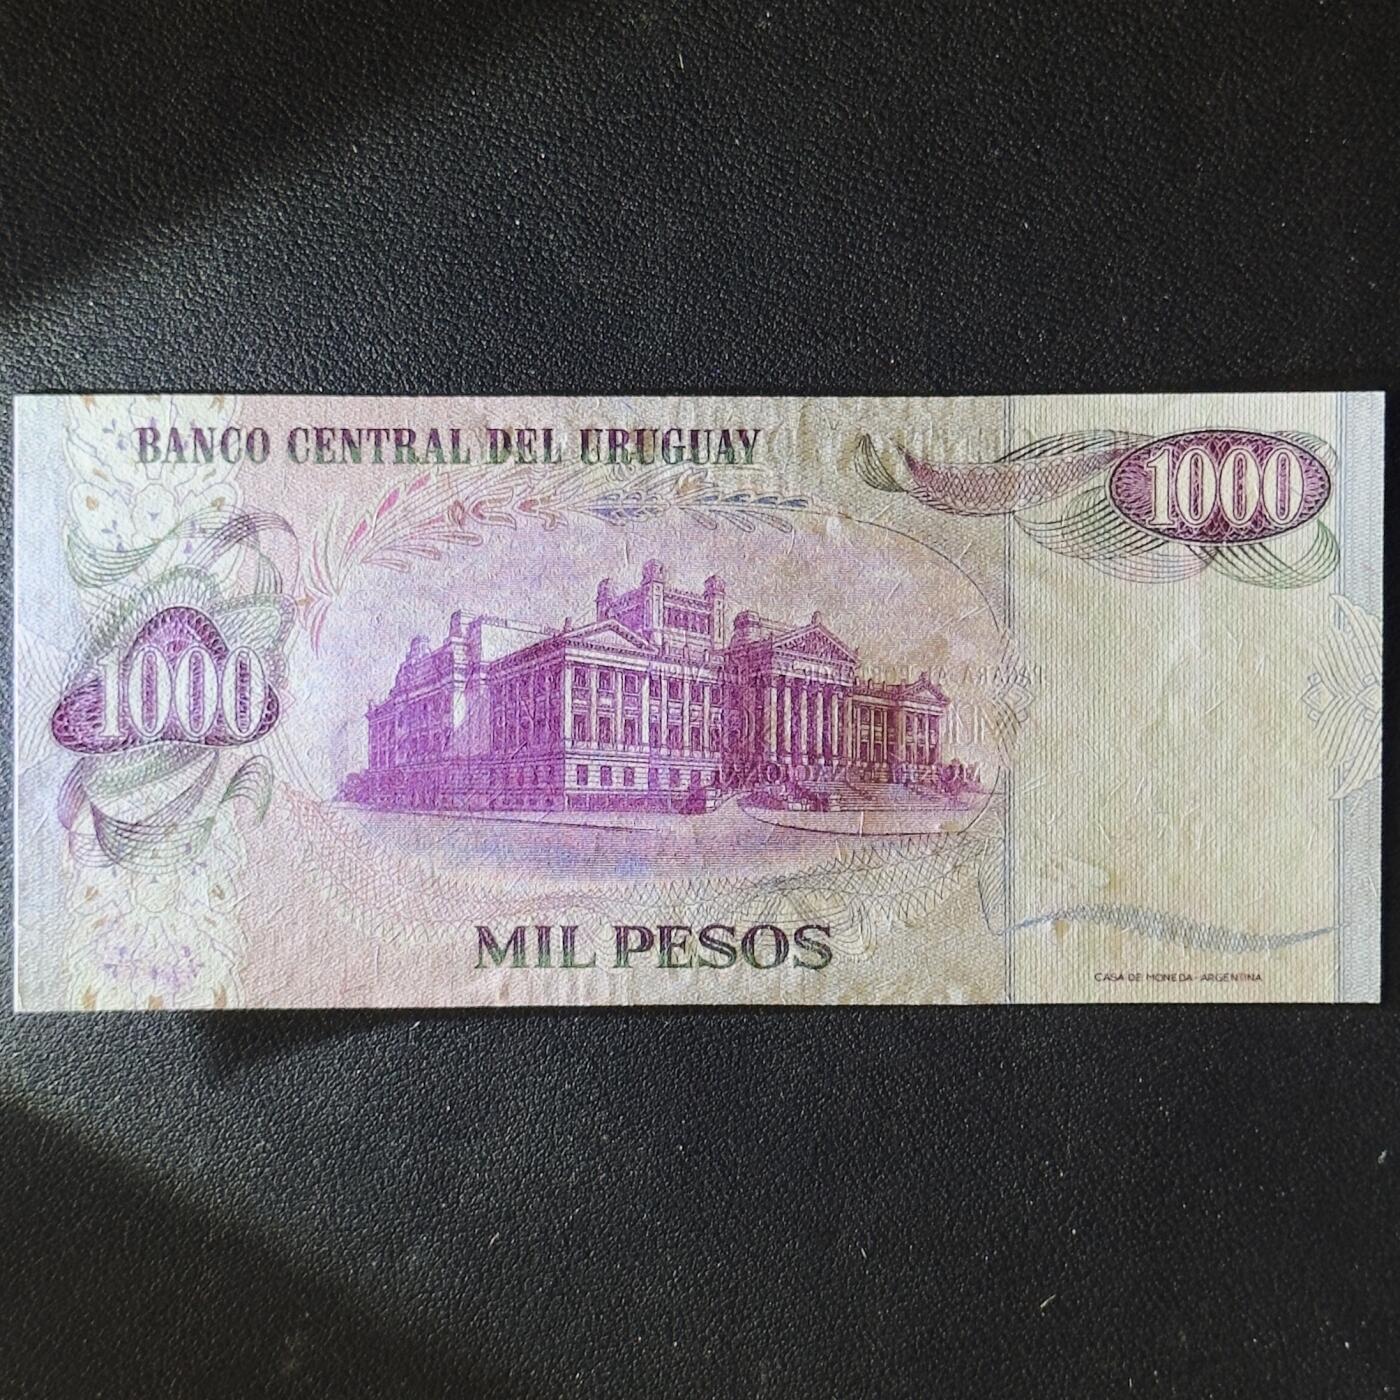 BANCO CENTRAL DEL URUGUAY
1000
1000
MIL PESOS
CASA DE MONEDA-ARGENTINA